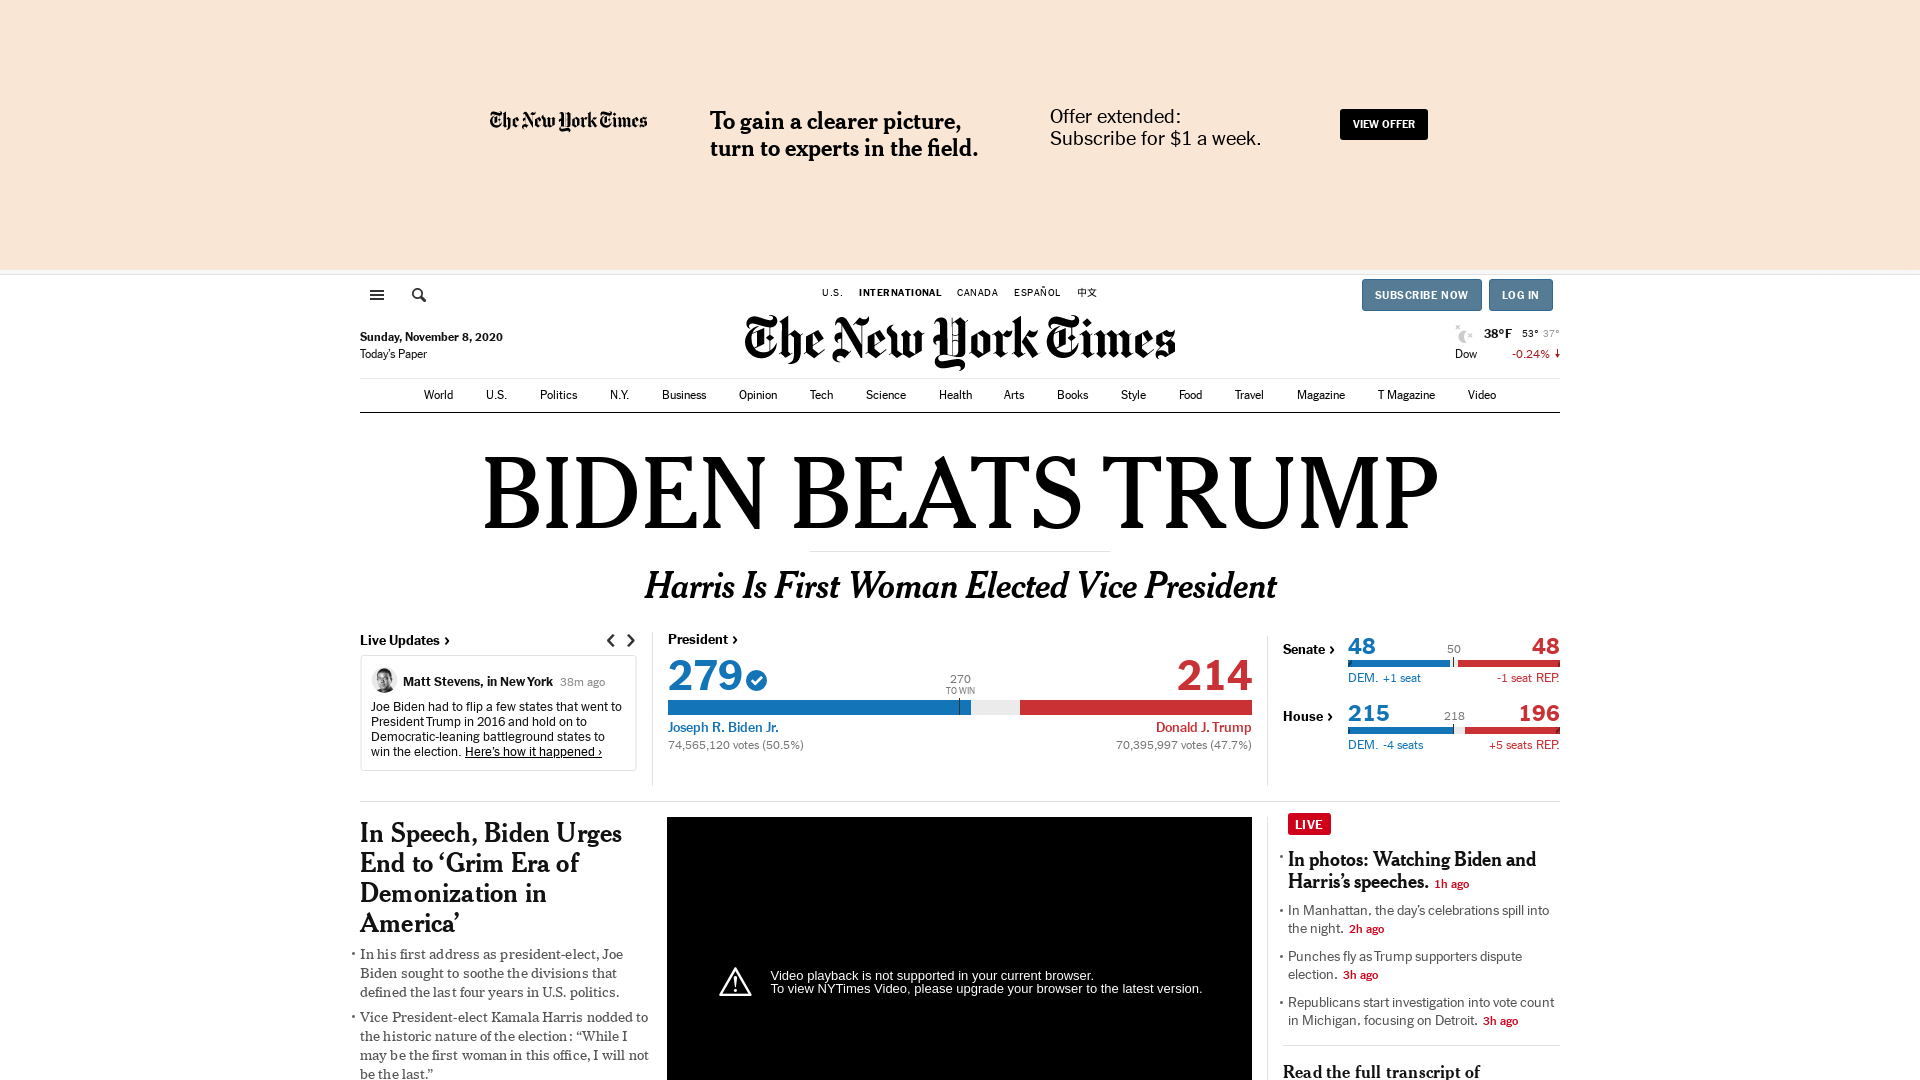 The New York Times
To gain a clearer picture,
turn to experts in the field.
Offer extended:
Subscribe for $1 a week.
VIEW OFFER
U.S. INTERNATIONAL CANADA ESPAÑOL 中文
SUBSCRIBE NOW LOG IN
Sunday, November 8, 2020
Today's Paper
The New York Times
38°F 53° 37°
Dow -0.24% ↓
World U.S. Politics N.Y. Business Opinion Tech Science Health Arts Books Style Food Travel Magazine T Magazine Video
BIDEN BEATS TRUMP
Harris Is First Woman Elected Vice President
Live Updates ›
Matt Stevens, in New York 38m ago
Joe Biden had to flip a few states that went to
President Trump in 2016 and hold on to
Democratic-leaning battleground states to
win the election. Here's how it happened ›
President ›
279 214
270
TO WIN
Joseph R. Biden Jr. Donald J. Trump
74,565,120 votes (50.5%) 70,395,997 votes (47.7%)
Senate › 48 50 48
DEM. +1 seat -1 seat REP.
House › 215 218 196
DEM. -4 seats +5 seats REP.
In Speech, Biden Urges
End to ‘Grim Era of
Demonization in
America’
• In his first address as president-elect, Joe
Biden sought to soothe the divisions that
defined the last four years in U.S. politics.
• Vice President-elect Kamala Harris nodded to
the historic nature of the election: “While I
may be the first woman in this office, I will not
be the last.”
Video playback is not supported in your current browser.
To view NYTimes Video, please upgrade your browser to the latest version.
LIVE
• In photos: Watching Biden and
Harris’s speeches. 1h ago
• In Manhattan, the day’s celebrations spill into
the night. 2h ago
• Punches fly as Trump supporters dispute
election. 3h ago
• Republicans start investigation into vote count
in Michigan, focusing on Detroit. 3h ago
Read the full transcript of